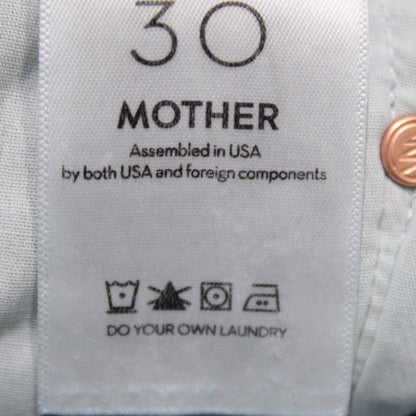 30
MOTHER
Assembled in USA
by both USA and foreign components
DO YOUR OWN LAUNDRY